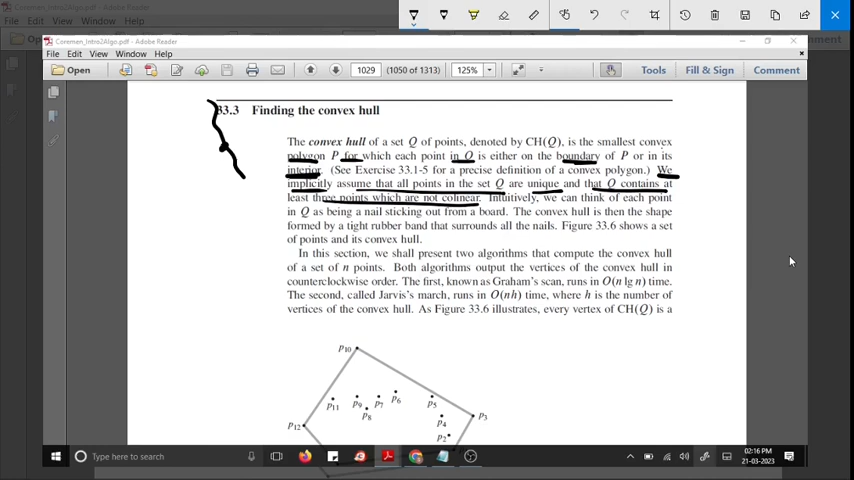 Coremen_Intro2Algo.pdf - Adobe Reader
File Edit View Window Help
Coremen_Intro2Algo.pdf - Adobe Reader
File Edit View Window Help
Open 1029 (1050 of 1313) 125% Tools Fill & Sign Comment
33.3 Finding the convex hull
The convex hull of a set Q of points, denoted by CH(Q), is the smallest convex
polygon P for which each point in Q is either on the boundary of P or in its
interior. (See Exercise 33.1-5 for a precise definition of a convex polygon.) We
implicitly assume that all points in the set Q are unique and that Q contains at
least three points which are not colinear. Intuitively, we can think of each point
in Q as being a nail sticking out from a board. The convex hull is then the shape
formed by a tight rubber band that surrounds all the nails. Figure 33.6 shows a set
of points and its convex hull.
In this section, we shall present two algorithms that compute the convex hull
of a set of n points. Both algorithms output the vertices of the convex hull in
counterclockwise order. The first, known as Graham's scan, runs in O(n lg n) time.
The second, called Jarvis's march, runs in O(nh) time, where h is the number of
vertices of the convex hull. As Figure 33.6 illustrates, every vertex of CH(Q) is a
p10
p11 p9 p7 p6 p5
p8 p3
p4
p12 p2
Type here to search
02:16 PM
21-03-2023